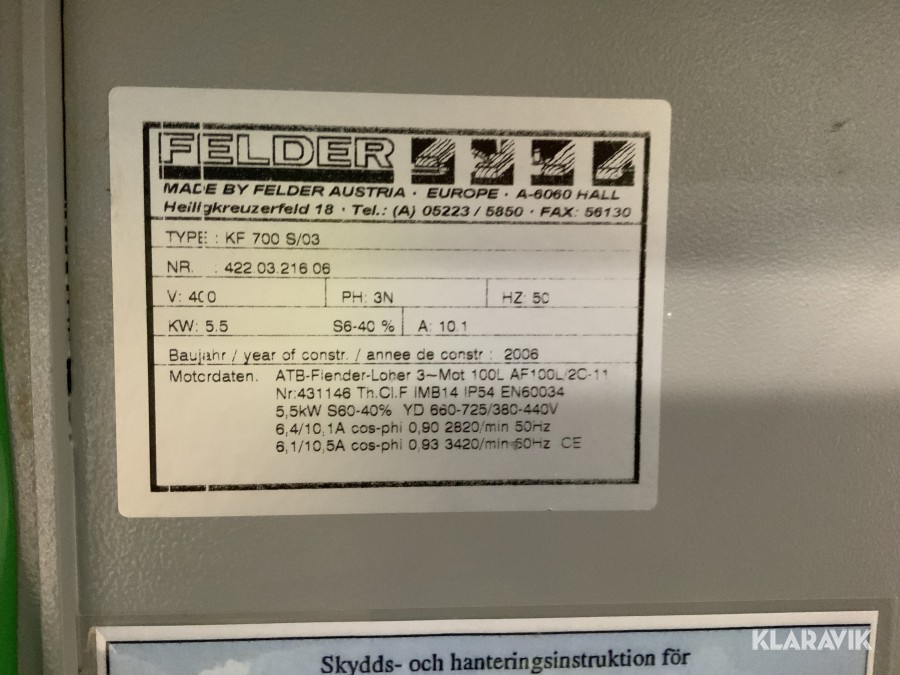 FELDER
MADE BY FELDER AUSTRIA · EUROPE · A-6060 HALL
Heiligkreuzerfeld 18 · Tel.: (A) 05223 / 5850 · FAX: 56130
TYPE : KF 700 S/03
NR. : 422.03.216 06
V: 400 PH: 3N HZ: 50
KW: 5.5 S6-40 % A: 10.1
Baujahr / year of constr. / annee de constr : 2006
Motordaten. ATB-Flender-Loher 3~Mot 100L AF100L/2C-11
Nr:431146 Th.Cl.F IMB14 IP54 EN60034
5,5kW S60-40% YD 660-725/380-440V
6,4/10,1A cos-phi 0,90 2820/min 50Hz
6,1/10,5A cos-phi 0,93 3420/min 60Hz CE
Skydds- och hanteringsinstruktion för
KLARAVIK